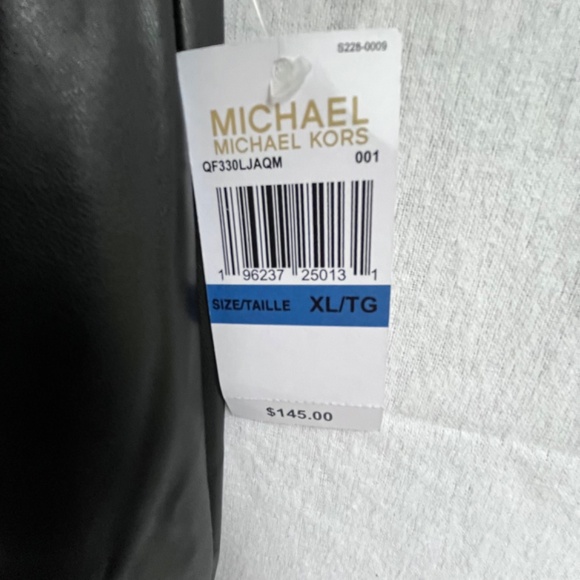 S228-0009
MICHAEL
MICHAEL KORS
QF330LJAQM 001
1 96237 25013 1
SIZE/TAILLE XL/TG
$145.00